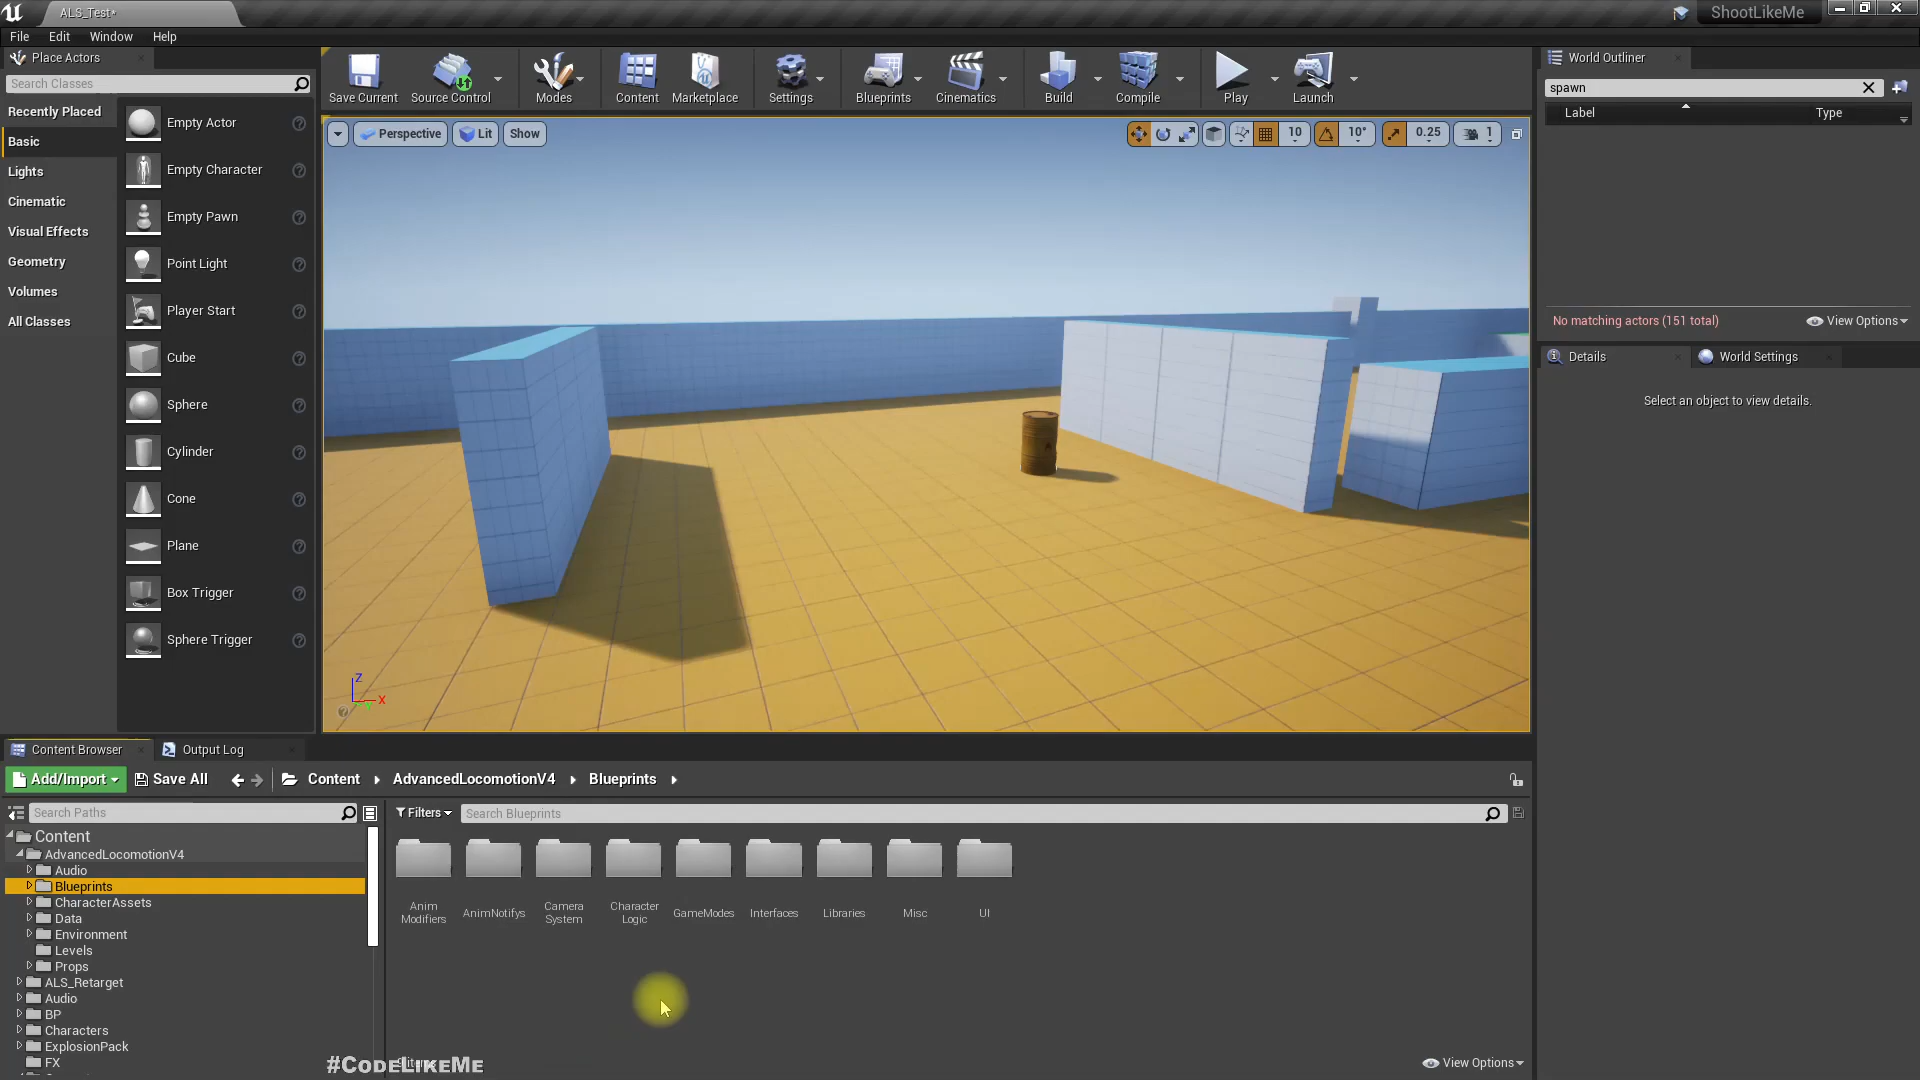 ALS_Test*
ShootLikeMe
File Edit Window Help
Place Actors
Search Classes
Recently Placed
Basic
Lights
Cinematic
Visual Effects
Geometry
Volumes
All Classes
Empty Actor
Empty Character
Empty Pawn
Point Light
Player Start
Cube
Sphere
Cylinder
Cone
Plane
Box Trigger
Sphere Trigger
Save Current Source Control Modes Content Marketplace Settings Blueprints Cinematics Build Compile Play Launch
Perspective Lit Show
10 10° 0.25 1
Z
X
World Outliner
spawn
Label Type
No matching actors (151 total) View Options
Details World Settings
Select an object to view details.
Content Browser Output Log
Add/Import Save All Content AdvancedLocomotionV4 Blueprints
Search Paths
Filters Search Blueprints
Content
AdvancedLocomotionV4
Audio
Blueprints
CharacterAssets
Data
Environment
Levels
Props
ALS_Retarget
Audio
BP
Characters
ExplosionPack
FX
Anim Modifiers
AnimNotifys
Camera System
Character Logic
GameModes
Interfaces
Libraries
Misc
UI
#CodeLikeMe
View Options